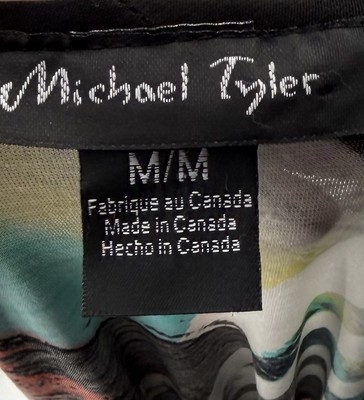 Michael Tyler
M/M
Fabrique au Canada
Made in Canada
Hecho in Canada